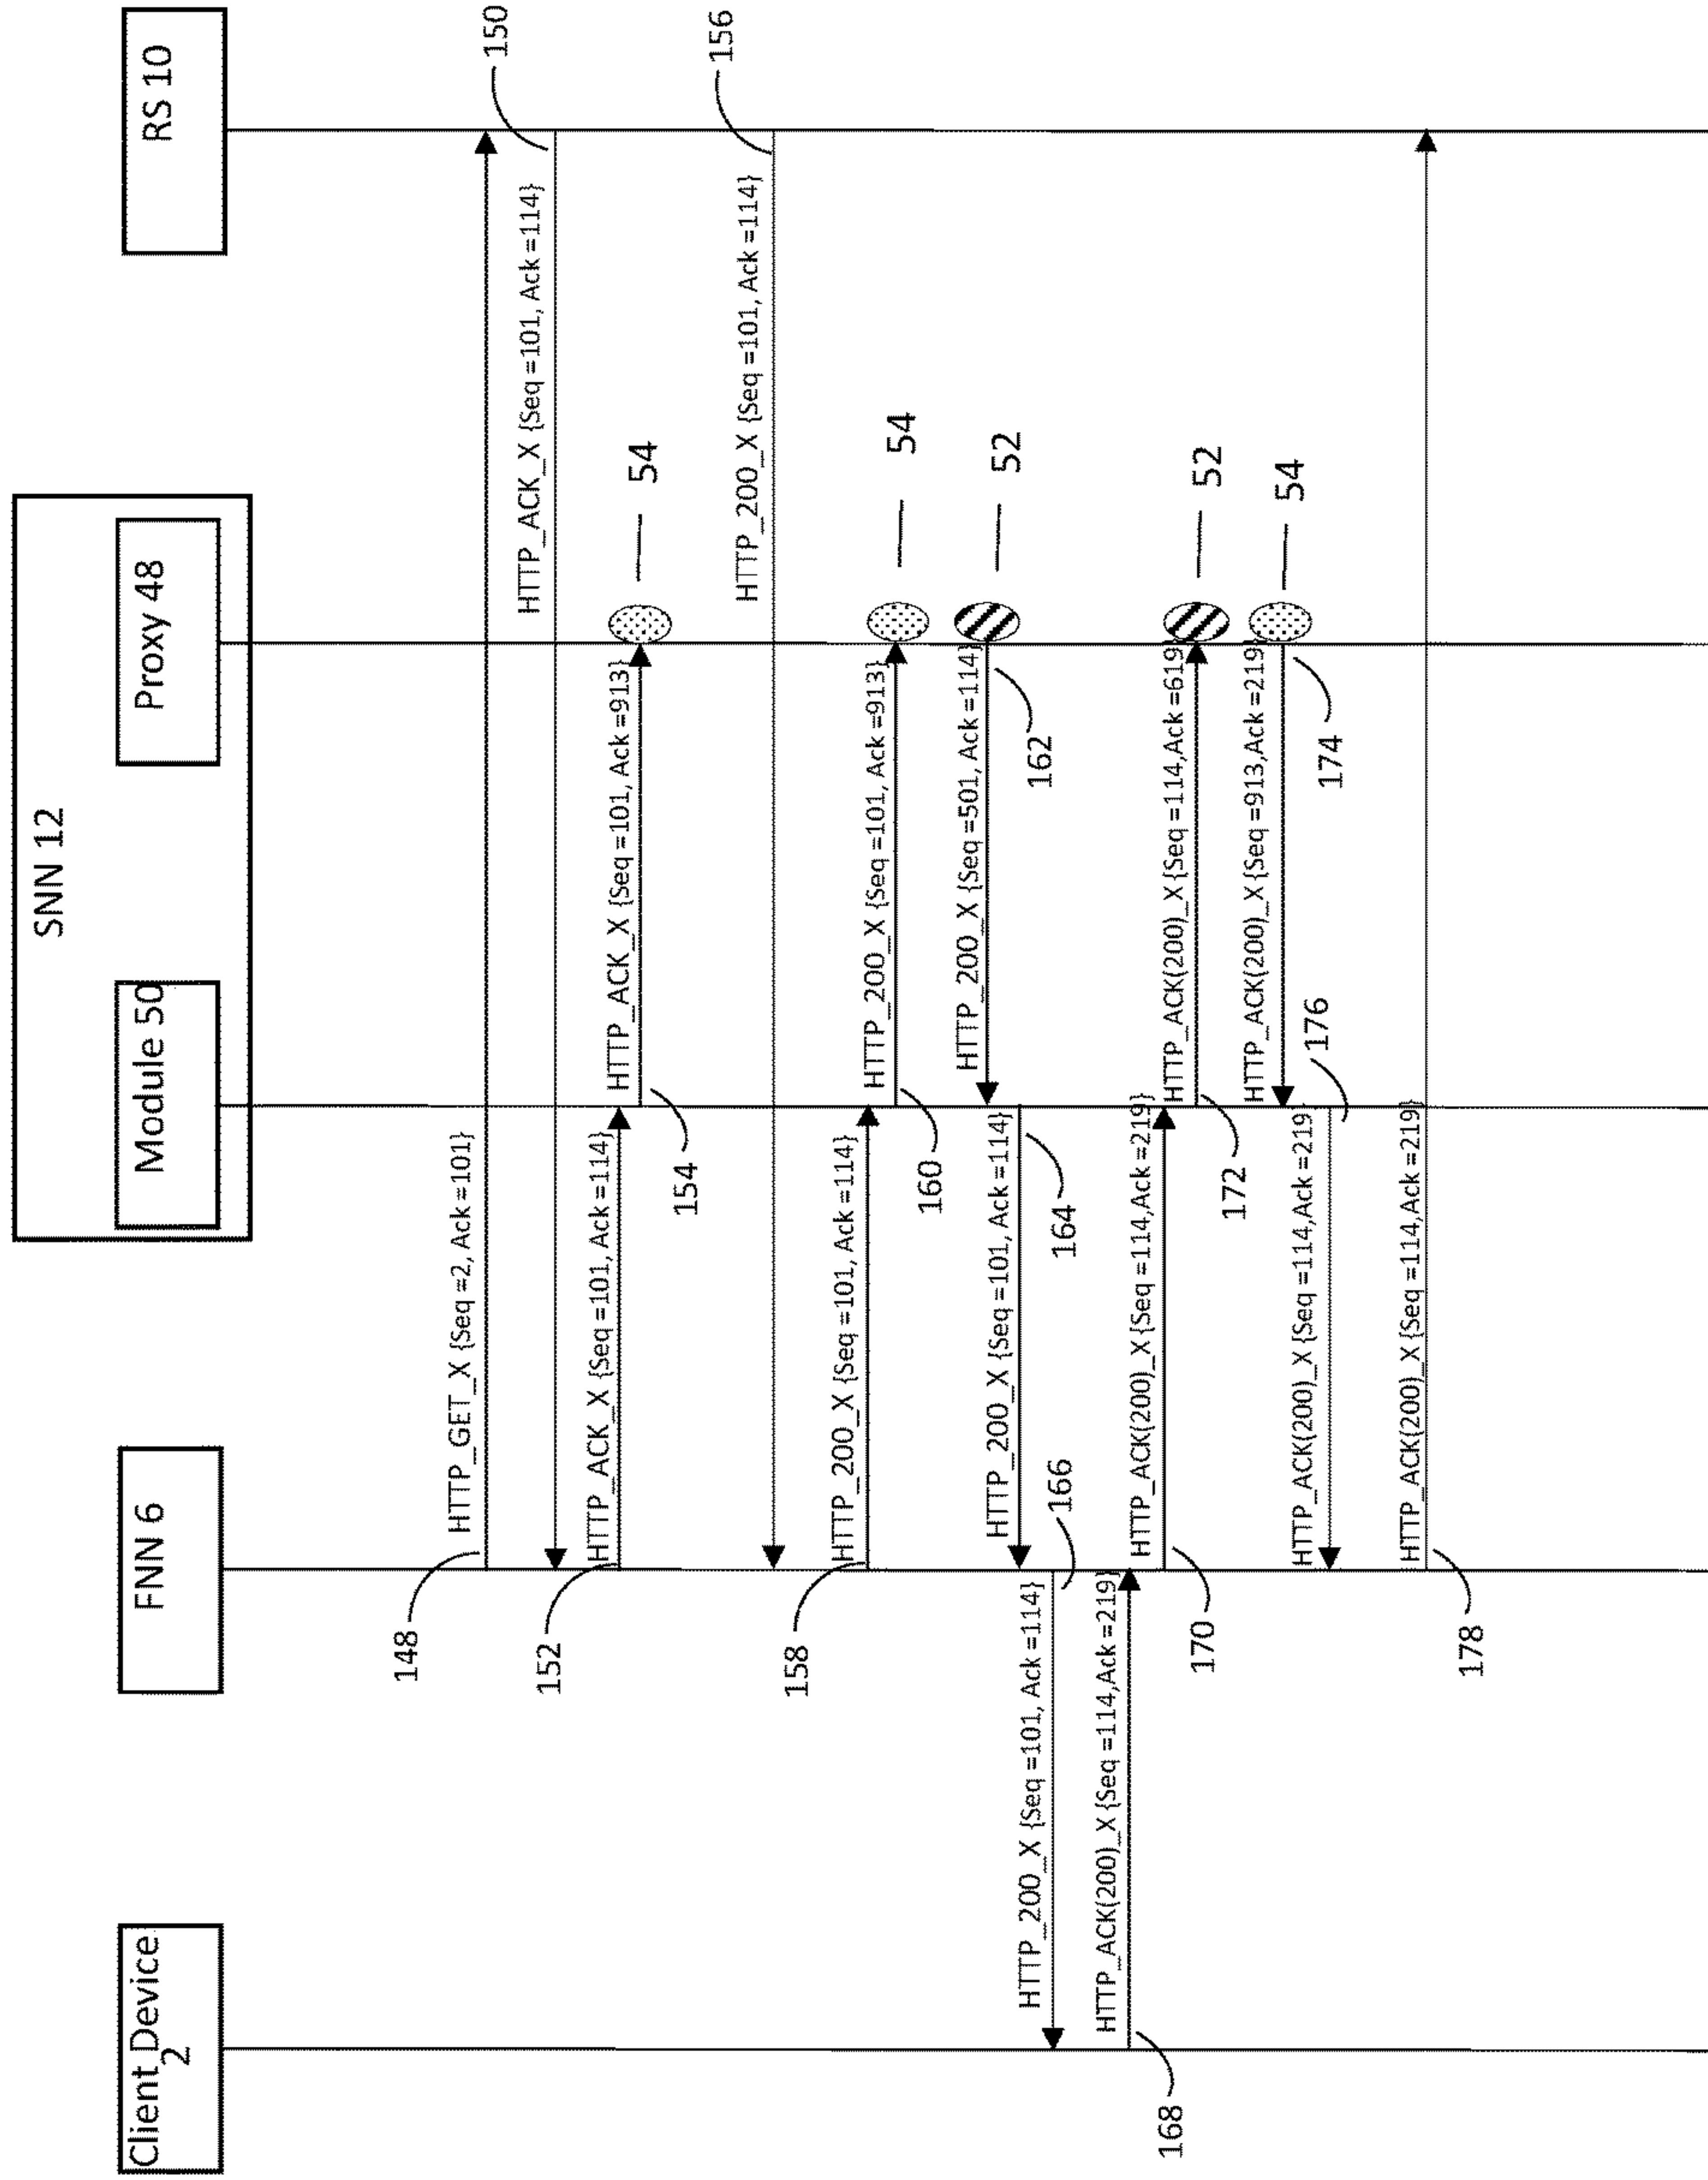 Client Device
2
FNN 6
SNN 12
Module 50
Proxy 48
RS 10
148
HTTP_GET_X {Seq =2, Ack =101}
HTTP_ACK_X {Seq =101, Ack =114}
150
152
HTTP_ACK_X {Seq =101, Ack =114}
154
HTTP_ACK_X {Seq =101, Ack =913}
54
HTTP_200_X {Seq =101, Ack =114}
156
158
HTTP_200_X {Seq =101, Ack =114}
160
HTTP_200_X {Seq =101, Ack =913}
54
HTTP_200_X {Seq =501, Ack =114}
162
52
HTTP_200_X {Seq =101, Ack =114}
164
HTTP_200_X {Seq =101, Ack =114}
166
168
HTTP_ACK(200)_X {Seq =114,Ack=219}
170
HTTP_ACK(200)_X{Seq =114,Ack=219}
172
HTTP_ACK(200)_X{Seq =114,Ack=619}
52
HTTP_ACK(200)_X{Seq =913,Ack=219}
174
54
HTTP_ACK(200)_X {Seq =114,Ack=219}
176
178
HTTP_ACK(200)_X {Seq =114,Ack =219}